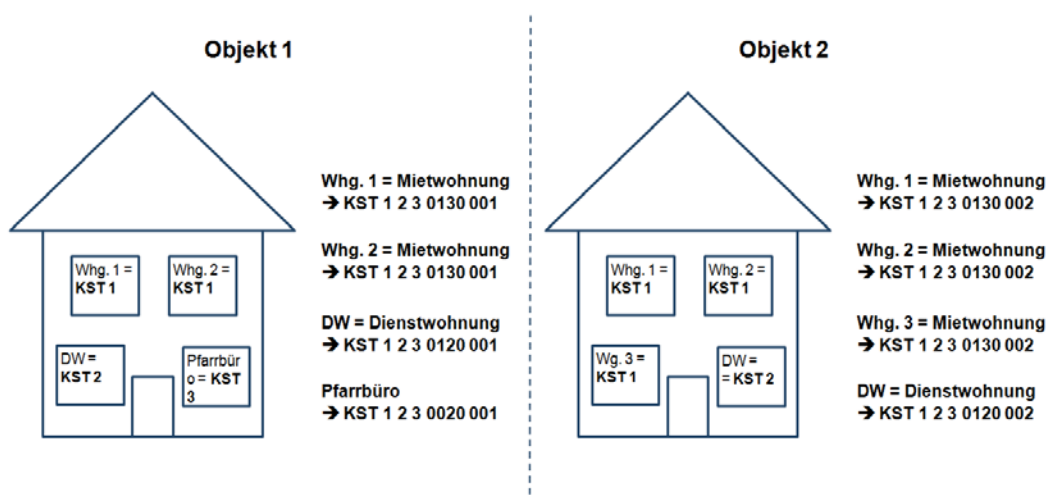 Objekt 1
Whg. 1 = Mietwohnung
➔ KST 1 2 3 0130 001
Whg. 2 = Mietwohnung
➔ KST 1 2 3 0130 001
DW = Dienstwohnung
➔ KST 1 2 3 0120 001
Pfarrbüro
➔ KST 1 2 3 0020 001
Whg. 1 =
KST 1
Whg. 2 =
KST 1
DW =
KST 2
Pfarrbür
o = KST
3
Objekt 2
Whg. 1 = Mietwohnung
➔ KST 1 2 3 0130 002
Whg. 2 = Mietwohnung
➔ KST 1 2 3 0130 002
Whg. 3 = Mietwohnung
➔ KST 1 2 3 0130 002
DW = Dienstwohnung
➔ KST 1 2 3 0120 002
Whg. 1 =
KST 1
Whg. 2 =
KST 1
Wg. 3 =
KST 1
DW =
= KST 2